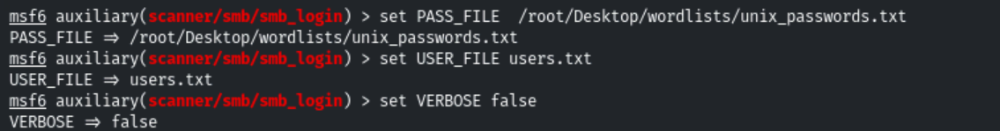 msf6 auxiliary(scanner/smb/smb_login) > set PASS_FILE  /root/Desktop/wordlists/unix_passwords.txt
PASS_FILE ⇒ /root/Desktop/wordlists/unix_passwords.txt
msf6 auxiliary(scanner/smb/smb_login) > set USER_FILE users.txt
USER_FILE ⇒ users.txt
msf6 auxiliary(scanner/smb/smb_login) > set VERBOSE false
VERBOSE ⇒ false